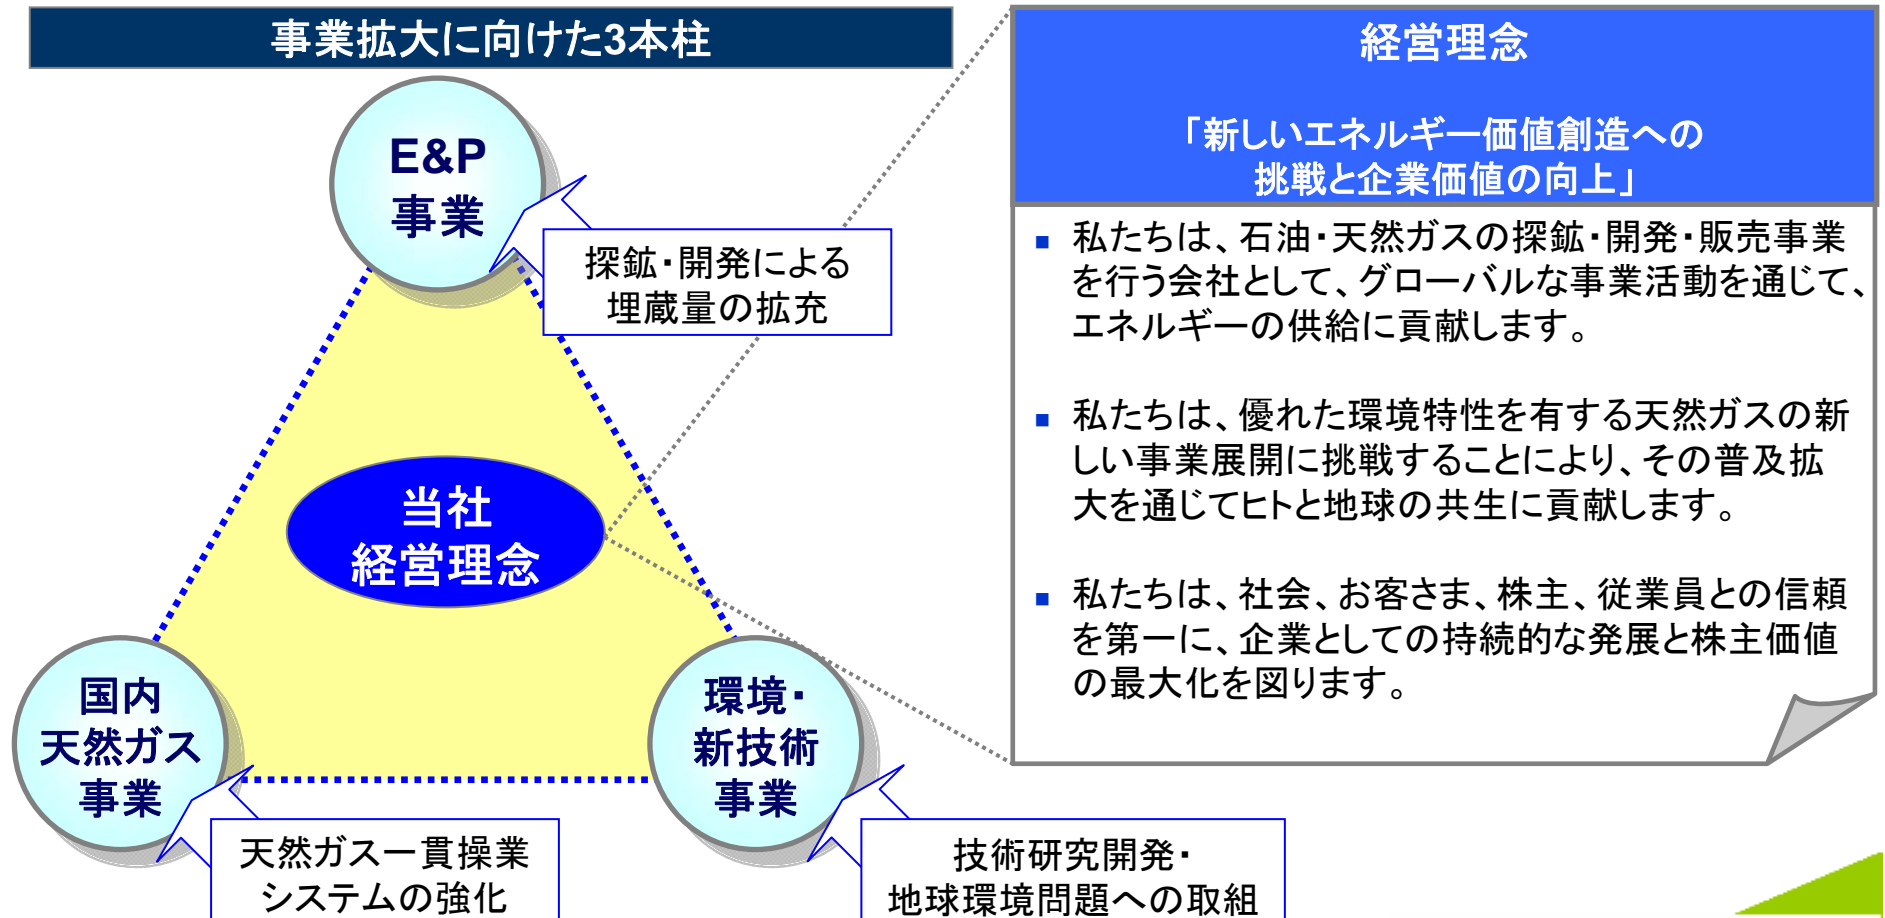 事業拡大に向けた3本柱
E&P
事業
探鉱・開発による
埋蔵量の拡充
当社
経営理念
国内
天然ガス
事業
天然ガス一貫操業
システムの強化
環境・
新技術
事業
技術研究開発・
地球環境問題への取組
経営理念
「新しいエネルギー価値創造への
挑戦と企業価値の向上」
■ 私たちは、石油・天然ガスの探鉱・開発・販売事業
を行う会社として、グローバルな事業活動を通じて、
エネルギーの供給に貢献します。
■ 私たちは、優れた環境特性を有する天然ガスの新
しい事業展開に挑戦することにより、その普及拡
大を通じてヒトと地球の共生に貢献します。
■ 私たちは、社会、お客さま、株主、従業員との信頼
を第一に、企業としての持続的な発展と株主価値
の最大化を図ります。